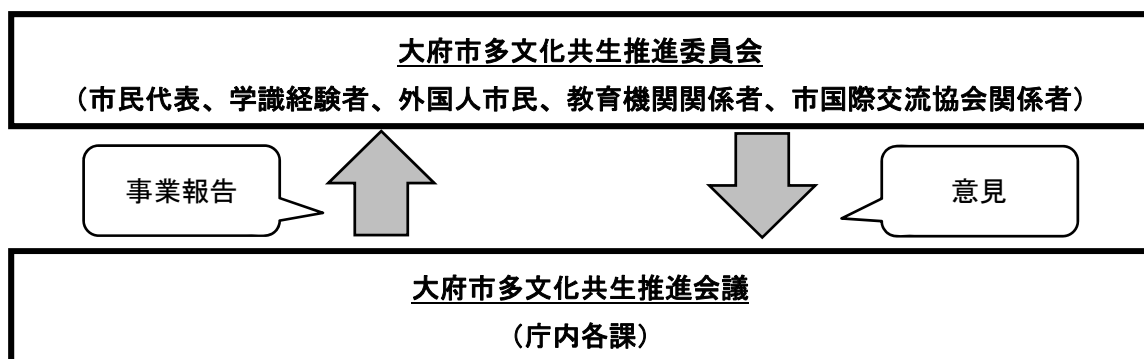 大府市多文化共生推進委員会
（市民代表、学識経験者、外国人市民、教育機関関係者、市国際交流協会関係者）
事業報告
意見
大府市多文化共生推進会議
（庁内各課）